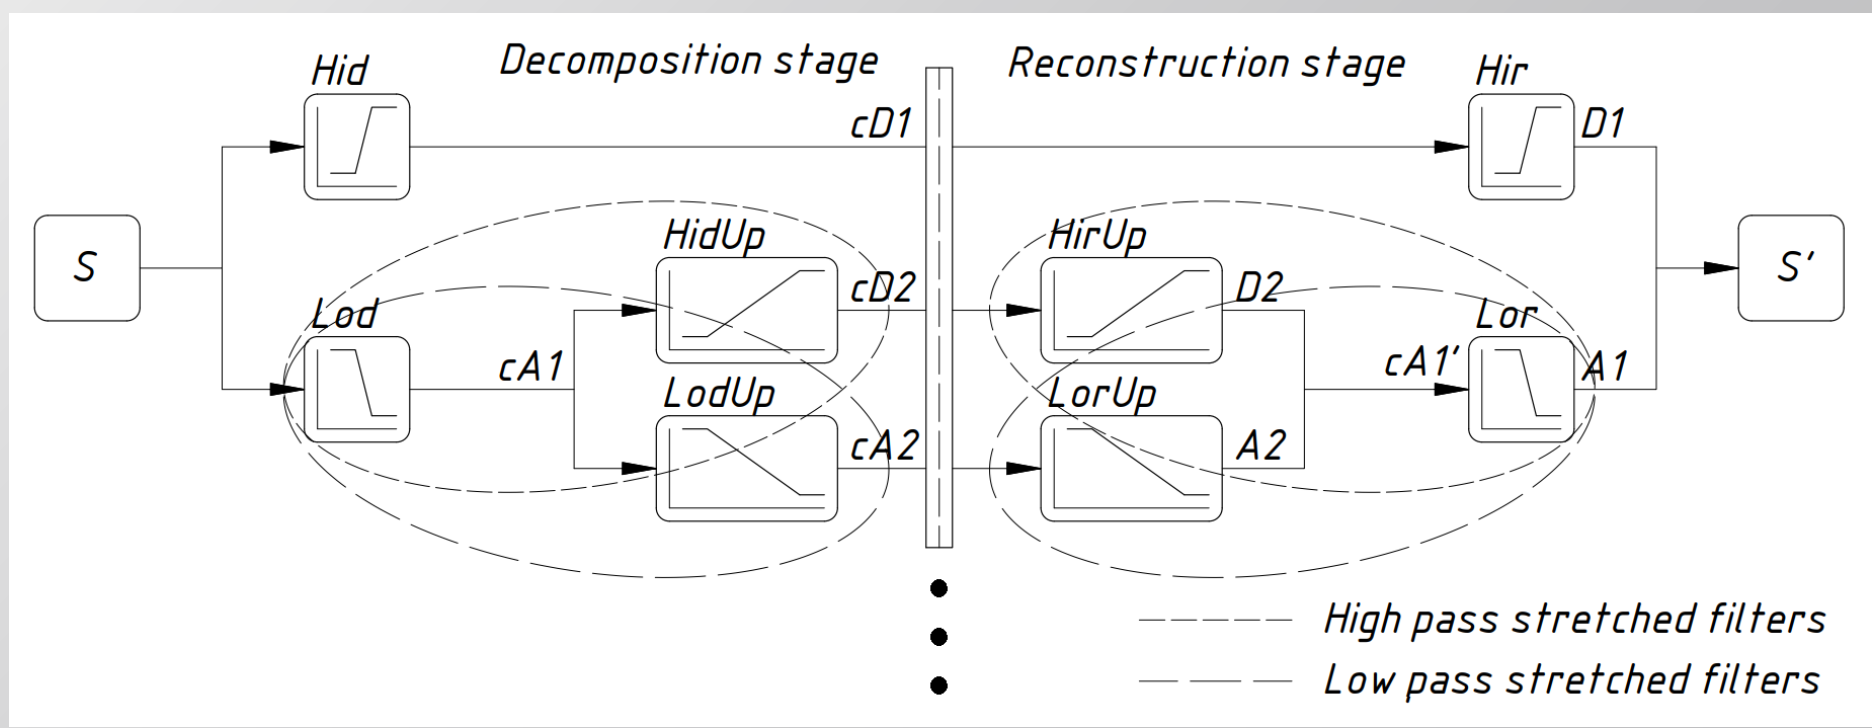 Decomposition stage
Reconstruction stage
Hid
Hir
cD1
D1
HidUp
HirUp
S
cD2
D2
S'
Lod
Lor
cA1
cA1'
A1
LodUp
LorUp
cA2
A2
High pass stretched filters
Low pass stretched filters